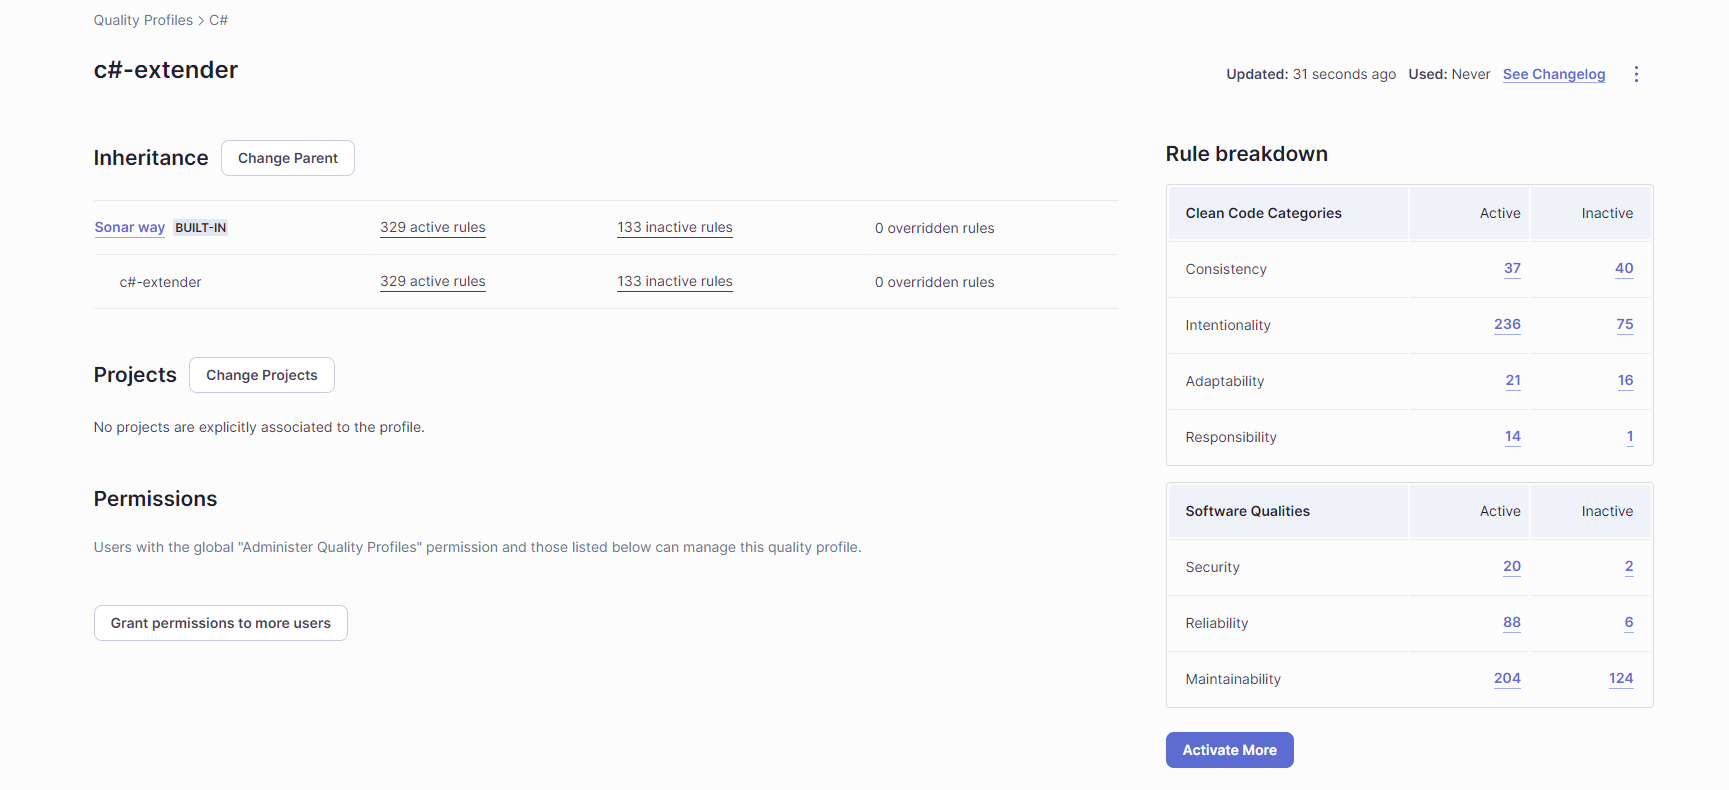 Quality Profiles > C#
c#-extender
Updated: 31 seconds ago Used: Never See Changelog
Inheritance Change Parent
Sonar way BUILT-IN 329 active rules 133 inactive rules 0 overridden rules
c#-extender 329 active rules 133 inactive rules 0 overridden rules
Projects Change Projects
No projects are explicitly associated to the profile.
Permissions
Users with the global "Administer Quality Profiles" permission and those listed below can manage this quality profile.
Grant permissions to more users
Rule breakdown
Clean Code Categories Active Inactive
Consistency 37 40
Intentionality 236 75
Adaptability 21 16
Responsibility 14 1
Software Qualities Active Inactive
Security 20 2
Reliability 88 6
Maintainability 204 124
Activate More